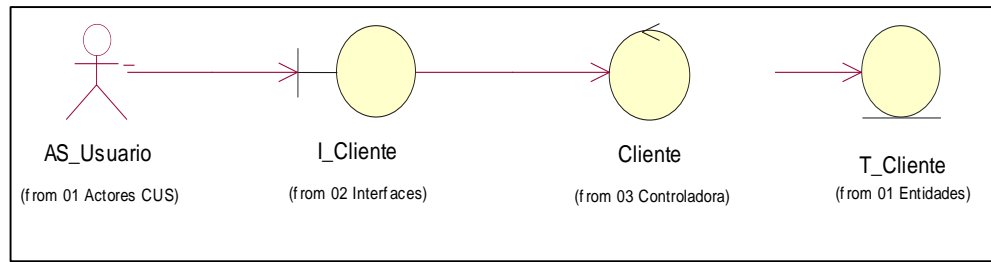 AS_Usuario
(from 01 Actores CUS)
I_Cliente
(from 02 Interfaces)
Cliente
(from 03 Controladora)
T_Cliente
(from 01 Entidades)